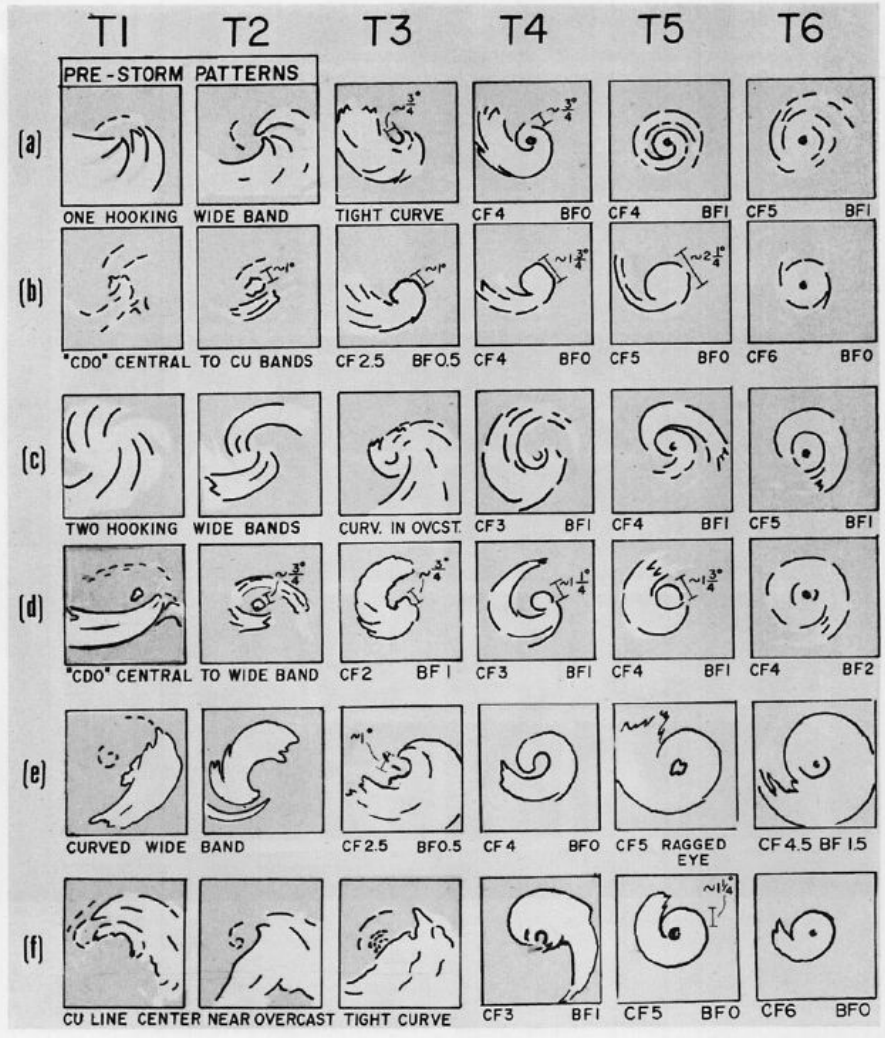 T1 T2 T3 T4 T5 T6
PRE-STORM PATTERNS
(a)
~3/4° ~3/4°
ONE HOOKING WIDE BAND TIGHT CURVE CF4 BF0 CF4 BF1 CF5 BF1
(b)
~1° ~1° ~1 3/4° ~2 1/4°
"CDO" CENTRAL TO CU BANDS CF2.5 BF0.5 CF4 BF0 CF5 BF0 CF6 BF0
(c)
TWO HOOKING WIDE BANDS CURV. IN OVCST. CF3 BF1 CF4 BF1 CF5 BF1
(d)
~3/4° ~3/4° ~1 1/4° ~1 3/4°
"CDO" CENTRAL TO WIDE BAND CF2 BF1 CF3 BF1 CF4 BF1 CF4 BF2
(e)
~1°
CURVED WIDE BAND CF2.5 BF0.5 CF4 BF0 CF5 RAGGED EYE CF4.5 BF1.5
(f)
~1 1/4°
CU LINE CENTER NEAR OVERCAST TIGHT CURVE CF3 BF1 CF5 BF0 CF6 BF0